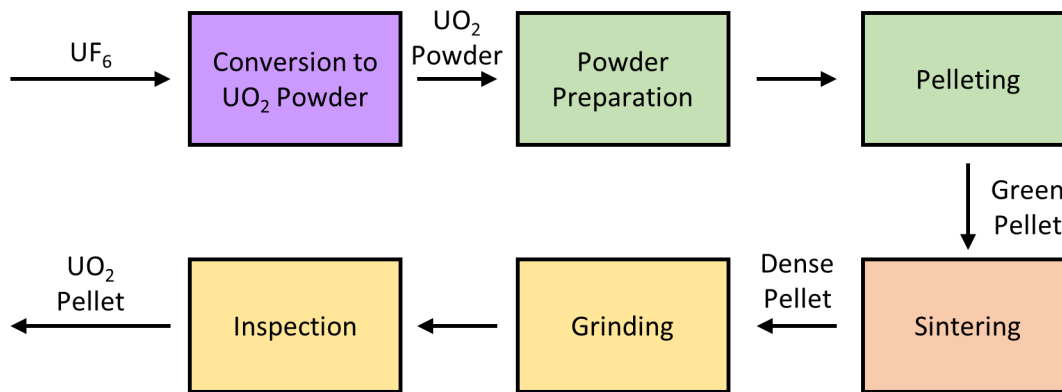 UF₆
Conversion to
UO₂ Powder
UO₂
Powder
Powder
Preparation
Pelleting
Green
Pellet
Sintering
Dense
Pellet
Grinding
Inspection
UO₂
Pellet